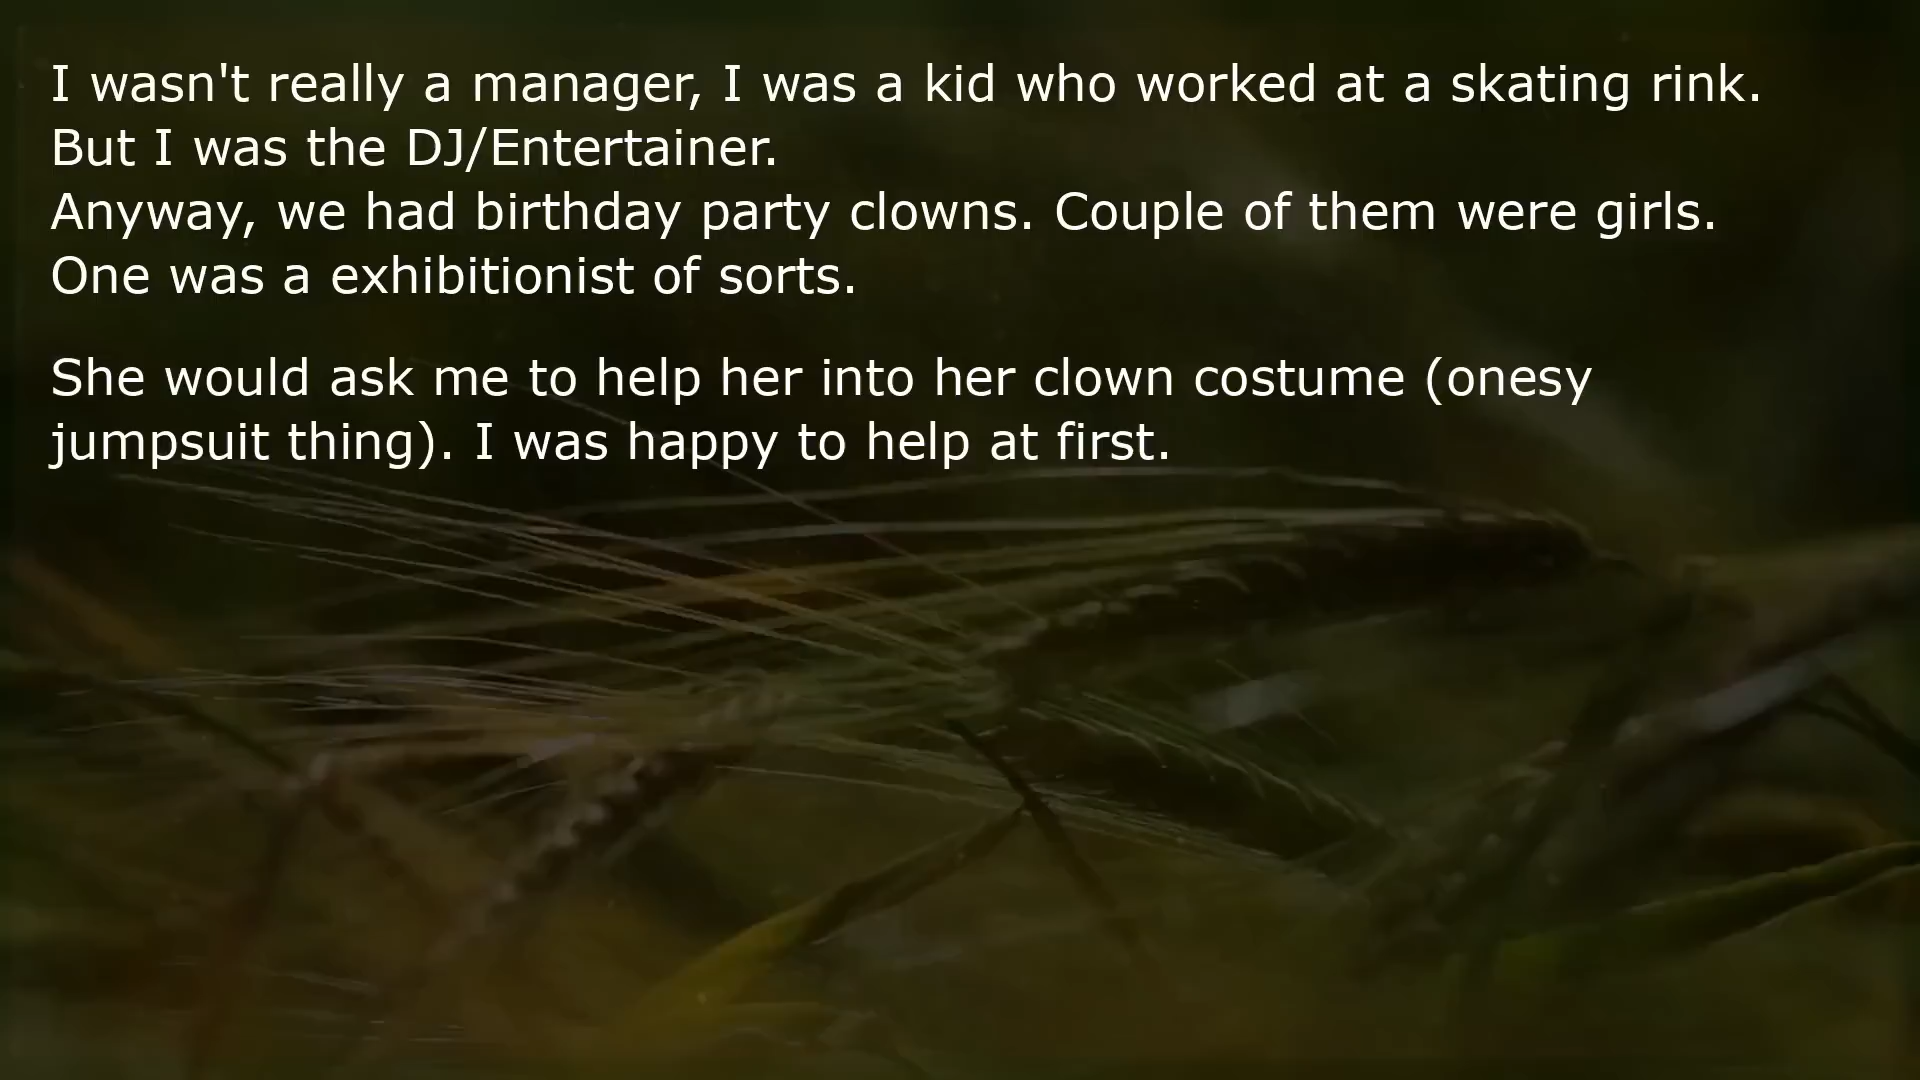 I wasn't really a manager, I was a kid who worked at a skating rink.
But I was the DJ/Entertainer.
Anyway, we had birthday party clowns. Couple of them were girls.
One was a exhibitionist of sorts.
She would ask me to help her into her clown costume (onesy
jumpsuit thing). I was happy to help at first.